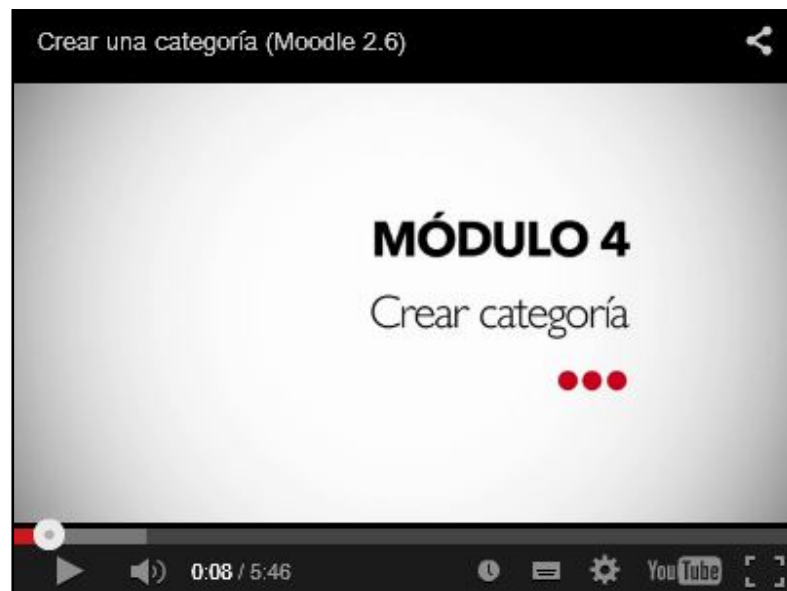 Crear una categoría (Moodle 2.6)
MÓDULO 4
Crear categoría
0:08 / 5:46
YouTube